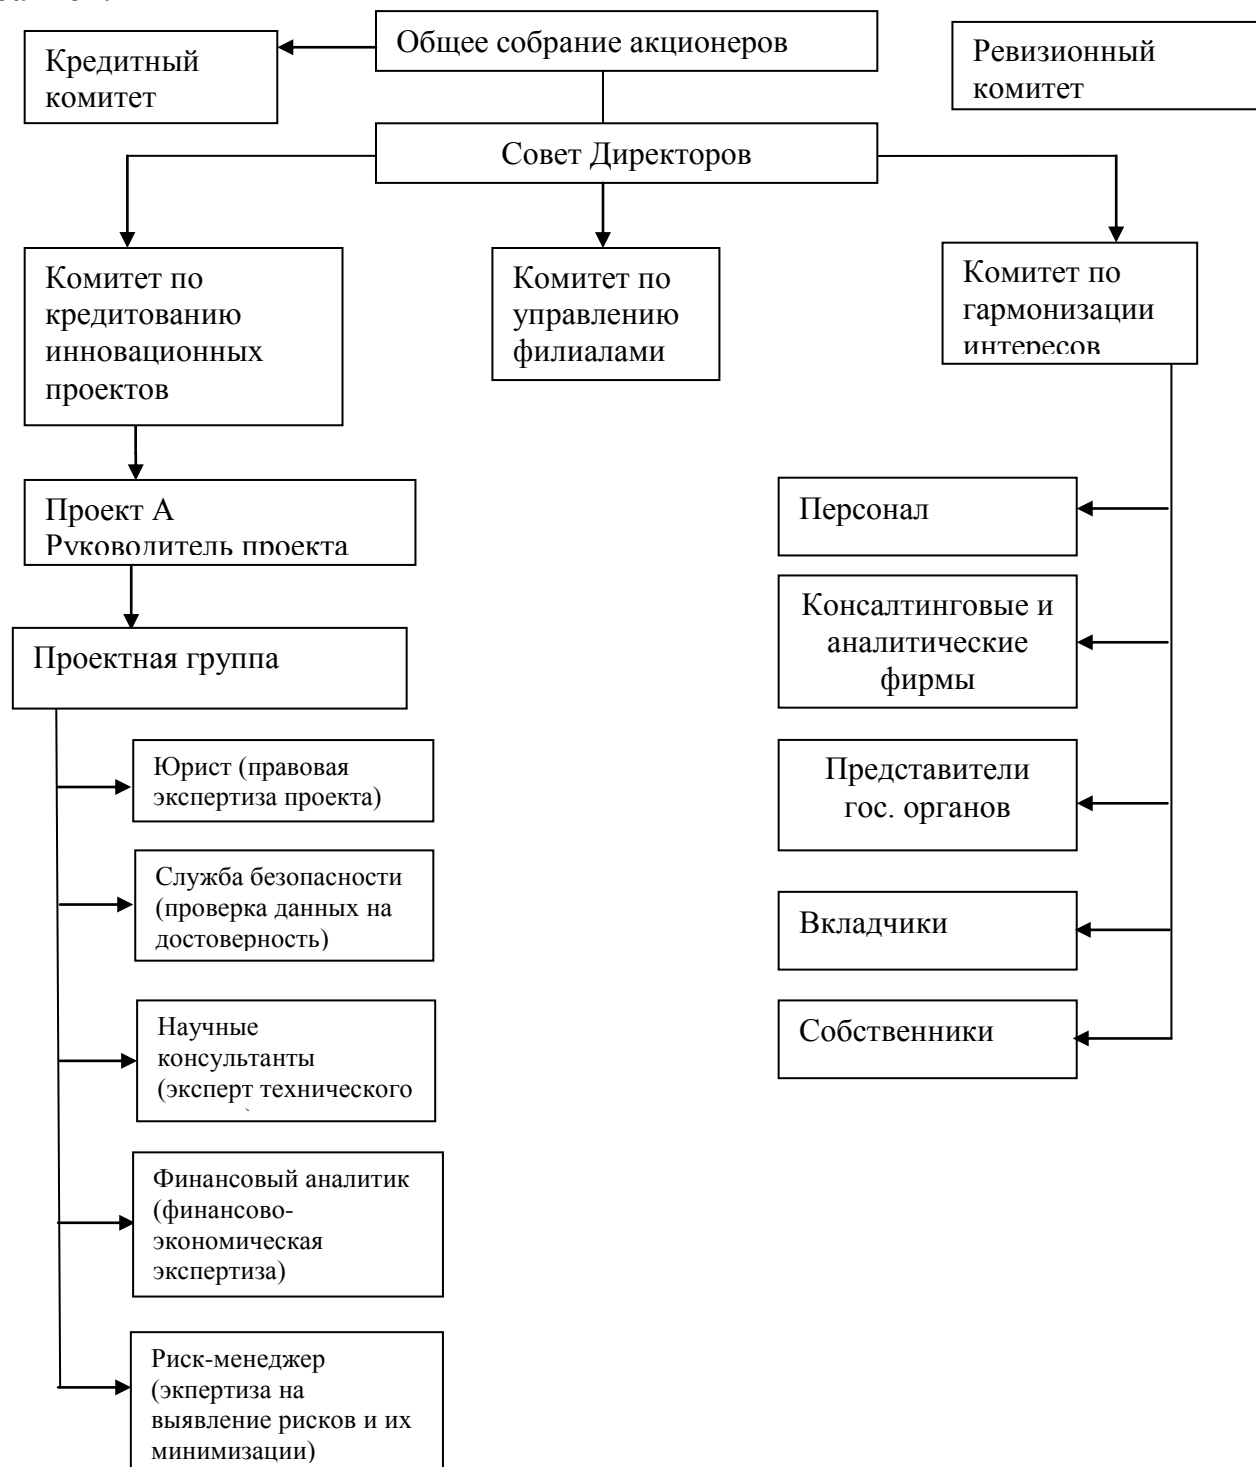 Общее собрание акционеров
Кредитный
комитет
Ревизионный
комитет
Совет Директоров
Комитет по
кредитованию
инновационных
проектов
Комитет по
управлению
филиалами
Комитет по
гармонизации
интересов
Проект А
Руководитель проекта
Проектная группа
Юрист (правовая
экспертиза проекта)
Служба безопасности
(проверка данных на
достоверность)
Научные
консультанты
(эксперт технического
Финансовый аналитик
(финансово-
экономическая
экспертиза)
Риск-менеджер
(экпертиза на
выявление рисков и их
минимизации)
Персонал
Консалтинговые и
аналитические
фирмы
Представители
гос. органов
Вкладчики
Собственники